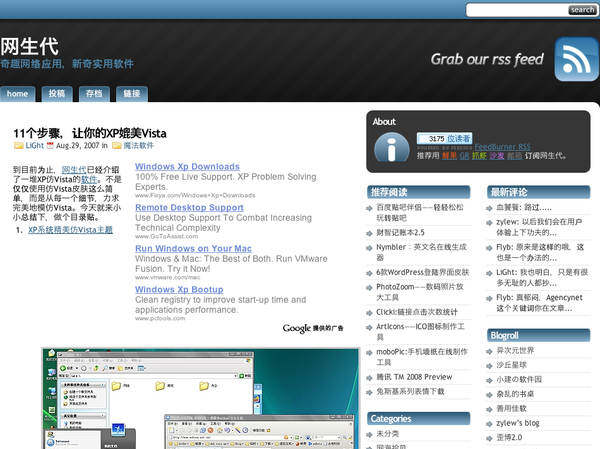 search
网生代
奇趣网络应用，新奇实用软件
Grab our rss feed
home
投稿
存档
链接
11个步骤，让你的XP媲美Vista
LiGht Aug.29, 2007 in 魔法软件
到目前为止，网生代已经介绍
了一堆XP仿Vista的软件。不是
仅仅使用仿Vista皮肤这么简
单，而是从每一个细节，力求
完美地模仿Vista。今天就来小
小总结下，做个目录贴。
1. XP系统精美仿Vista主题
Windows Xp Downloads
100% Free Live Support. XP Problem Solving
Experts.
www.Fixya.com/Windows+Xp+Downloads
Remote Desktop Support
Use Desktop Support To Combat Increasing
Technical Complexity
www.GoToAssist.com
Run Windows on Your Mac
Windows & Mac: The Best of Both. Run VMware
Fusion. Try it Now!
www.vmware.com/mac
Windows Xp Bootup
Clean registry to improve start-up time and
applications performance.
www.pctools.com
Google 提供的广告
About
3175 位读者
FeedBurner RSS
推荐用 鲜果 GR 抓虾 哪吒 订阅网生代。
推荐阅读
百度贴吧伴侣——轻轻松松
玩转贴吧
财智记账本2.5
Nymbler：英文名在线生成
器
6款WordPress登陆界面皮肤
PhotoZoom——数码照片放
大工具
Clicki:链接点击次数统计
ArtIcons——ICO图标制作工
具
moboPic:手机墙纸在线制作
工具
腾讯 TM 2008 Preview
兔斯基系列表情下载
Categories
未分类
网海拾贝
最新评论
血饕餮: 路过.....
zylew: 以后我们会在用户
体验上下功夫的...
Flyb: 原来是这样的哦，这
也是一个办法的...
LiGht: 我也明白，只是有很
多无耻的人都抄...
Flyb: 真郁闷，Agencynet
这个关键词你在文章...
Blogroll
异次元世界
沙丘星球
小建の软件园
杂乱的书桌
善用佳软
zylew's blog
歪博2.0